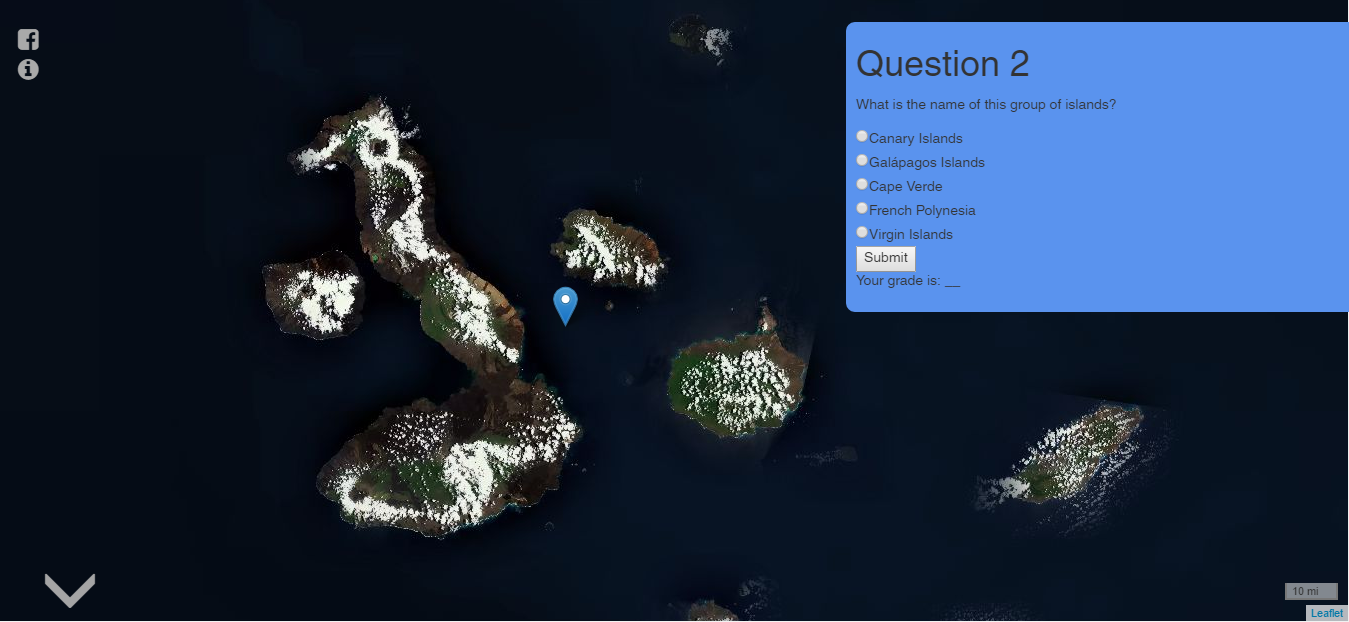 Question 2
What is the name of this group of islands?
Canary Islands
Galápagos Islands
Cape Verde
French Polynesia
Virgin Islands
Submit
Your grade is: __
10 mi
Leaflet